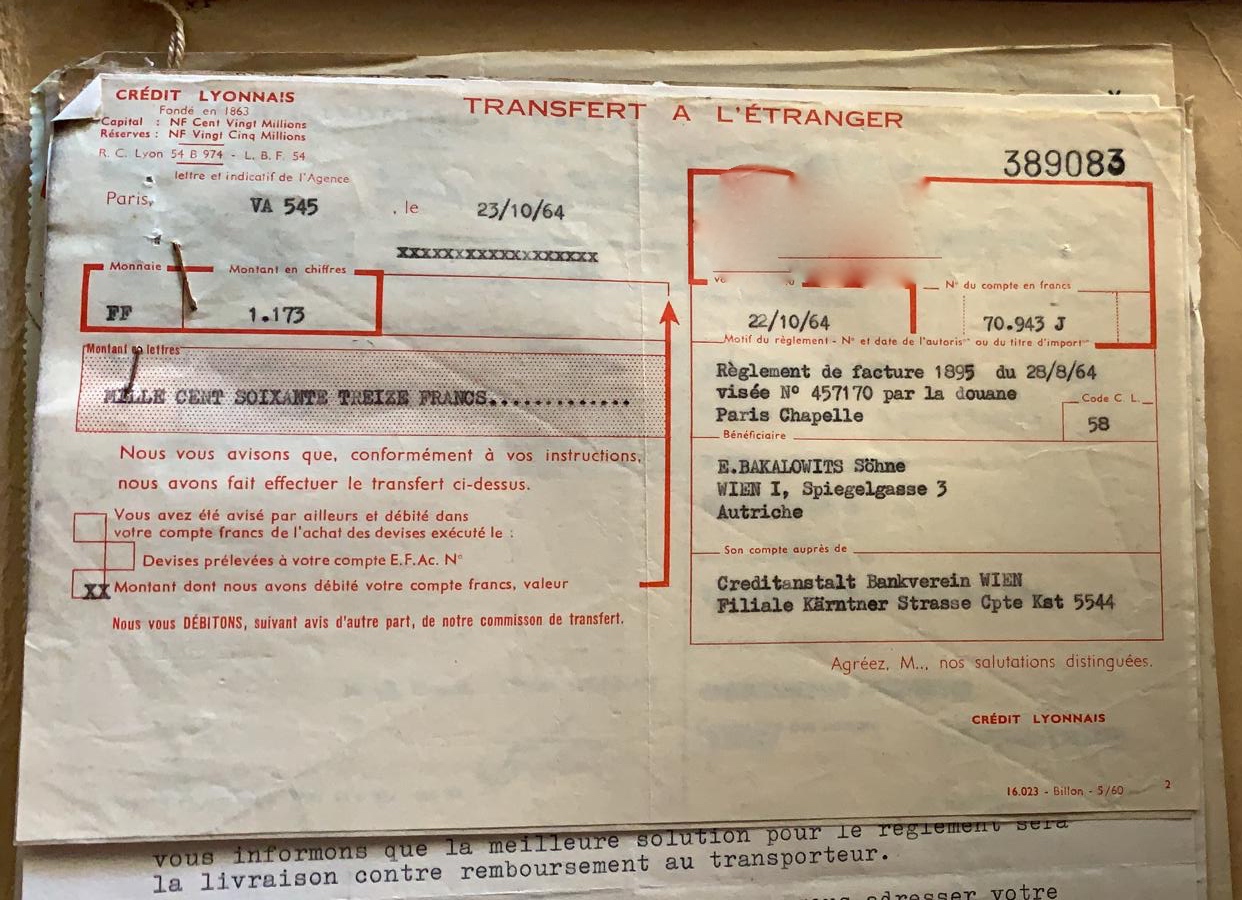 CRÉDIT LYONNAIS
Fondé en 1863
Capital : NF Cent Vingt Millions
Réserves : NF Vingt Cinq Millions
R. C. Lyon 54 B 974 - L. B. F. 54
lettre et indicatif de l'Agence
TRANSFERT A L'ÉTRANGER
389083
Paris, VA 545 , le 23/10/64
xxxxxxxxxxxxxxxxxx
Monnaie Montant en chiffres
FF 1.173
Montant en lettres
MILLE CENT SOIXANTE TREIZE FRANCS.............
Nous vous avisons que, conformément à vos instructions,
nous avons fait effectuer le transfert ci-dessus.
Vous avez été avisé par ailleurs et débité dans
votre compte francs de l'achat des devises exécuté le :
Devises prélevées à votre compte E.F.Ac. N°
XX Montant dont nous avons débité votre compte francs, valeur
Nous vous DÉBITONS, suivant avis d'autre part, de notre commisson de transfert.
N° du compte en francs
22/10/64 70.943 J
Motif du règlement - N° et date de l'autoris°ⁿ ou du titre d'import°ⁿ
Règlement de facture 1895 du 28/8/64
visée N° 457170 par la douane
Paris Chapelle
Code C. L.
58
Bénéficiaire
E.BAKALOWITS Söhne
WIEN I, Spiegelgasse 3
Autriche
Son compte auprès de
Creditanstalt Bankverein WIEN
Filiale Kärntner Strasse Cpte Kst 5544
Agréez, M.., nos salutations distinguées.
CRÉDIT LYONNAIS
16.023 - Billon - 5/60 2
vous informons que la meilleure solution pour le règlement sera
la livraison contre remboursement au transporteur.
adresser votre